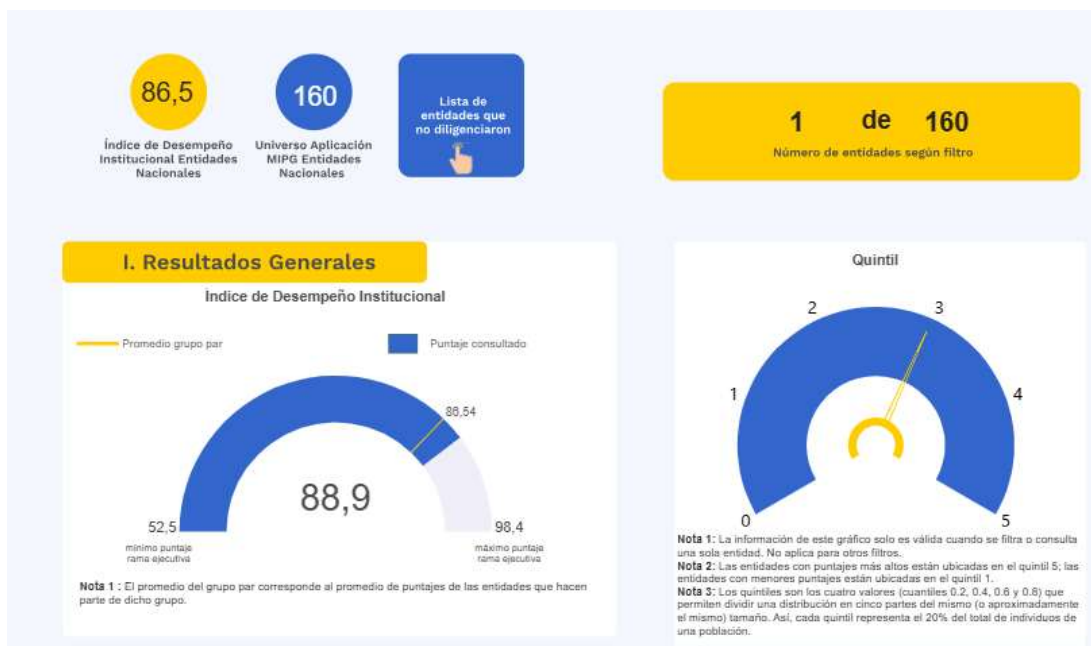 86,5
Índice de Desempeño
Institucional Entidades
Nacionales
160
Universo Aplicación
MIPG Entidades
Nacionales
Lista de
entidades que
no diligenciaron
1 de 160
Número de entidades según filtro
I. Resultados Generales
Índice de Desempeño Institucional
Promedio grupo par
Puntaje consultado
86,54
88,9
52,5
mínimo puntaje
rama ejecutiva
98,4
máximo puntaje
rama ejecutiva
Nota 1 : El promedio del grupo par corresponde al promedio de puntajes de las entidades que hacen
parte de dicho grupo.
Quintil
0
1
2
3
4
5
Nota 1: La información de este gráfico solo es válida cuando se filtra o consulta
una sola entidad. No aplica para otros filtros.
Nota 2: Las entidades con puntajes más altos están ubicadas en el quintil 5; las
entidades con menores puntajes están ubicadas en el quintil 1.
Nota 3: Los quintiles son los cuatro valores (cuantiles 0.2, 0.4, 0.6 y 0.8) que
permiten dividir una distribución en cinco partes del mismo (o aproximadamente
el mismo) tamaño. Así, cada quintil representa el 20% del total de individuos de
una población.